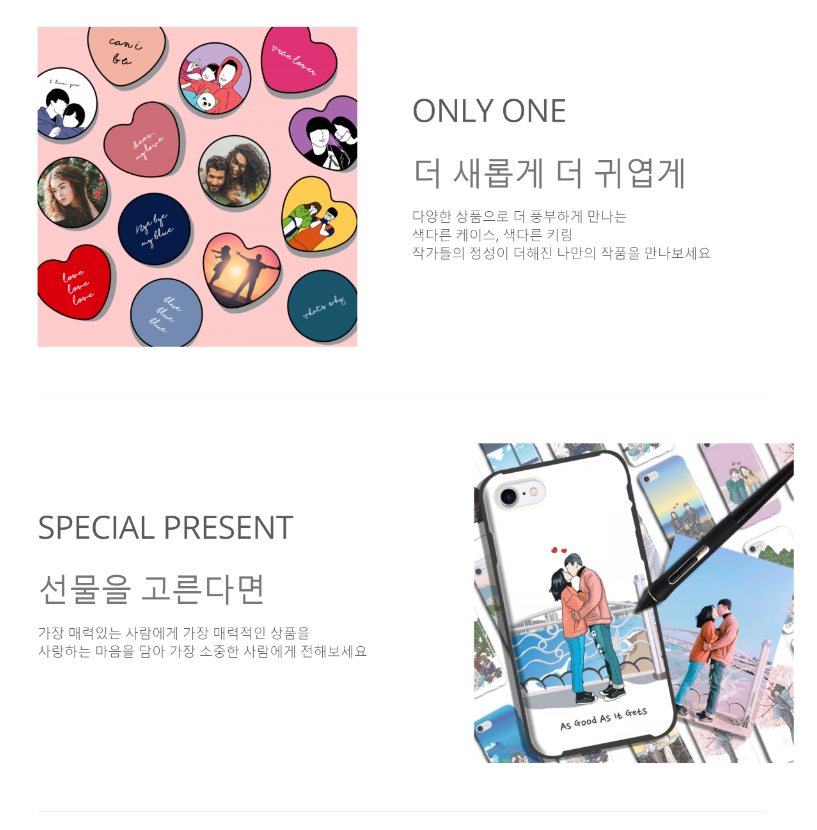 can i
be
true lover
I love you
dear,
my love
Bye bye
my blue
love
love
love
blue
blue
blue
that's why
ONLY ONE
더 새롭게 더 귀엽게
다양한 상품으로 더 풍부하게 만나는
색다른 케이스, 색다른 키링
작가들의 정성이 더해진 나만의 작품을 만나보세요
SPECIAL PRESENT
선물을 고른다면
가장 매력있는 사람에게 가장 매력적인 상품을
사랑하는 마음을 담아 가장 소중한 사람에게 전해보세요
As Good As It Gets